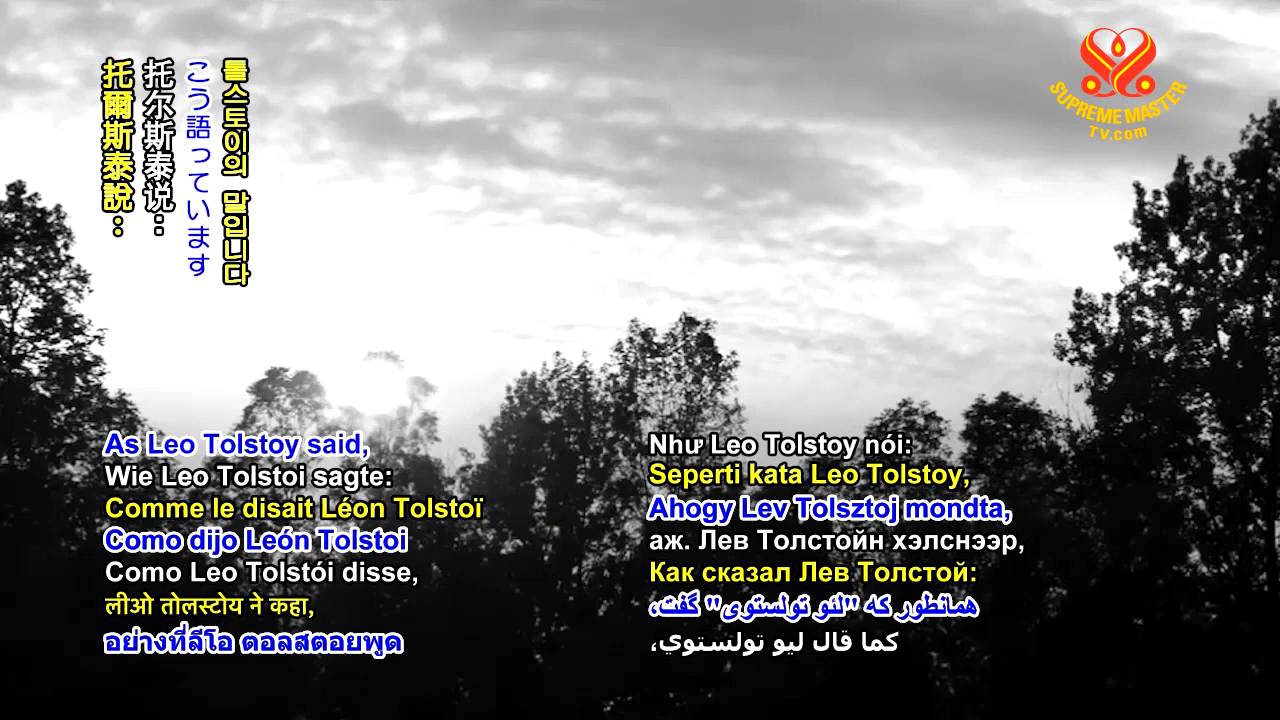 托爾斯泰說：
托尔斯泰说：
こう語っています
톨스토이의 말입니다
SUPREME MASTER
TV.com
As Leo Tolstoy said,
Wie Leo Tolstoi sagte:
Comme le disait Léon Tolstoï
Como dijo León Tolstoi
Como Leo Tolstói disse,
लीओ तोलस्टोय ने कहा,
อย่างที่ลีโอ ตอลสตอยพูด
Như Leo Tolstoy nói:
Seperti kata Leo Tolstoy,
Ahogy Lev Tolsztoj mondta,
аж. Лев Толстойн хэлснээр,
Как сказал Лев Толстой:
همانطور که "لئو تولستوی" گفت،
كما قال ليو تولستوي،